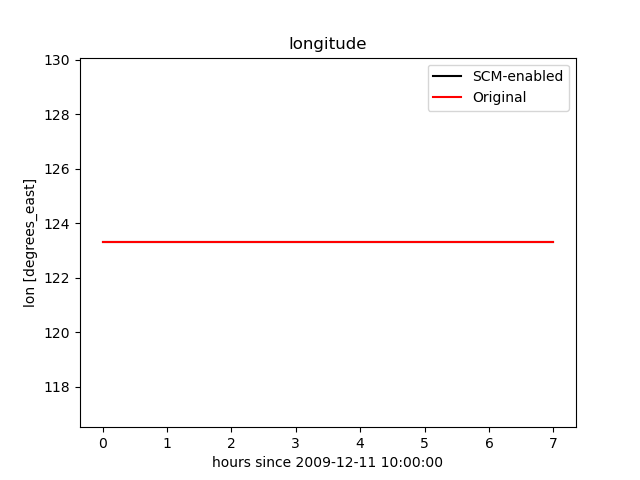 longitude
130
128
126
124
122
120
118
lon [degrees_east]
SCM-enabled
Original
0 1 2 3 4 5 6 7
hours since 2009-12-11 10:00:00